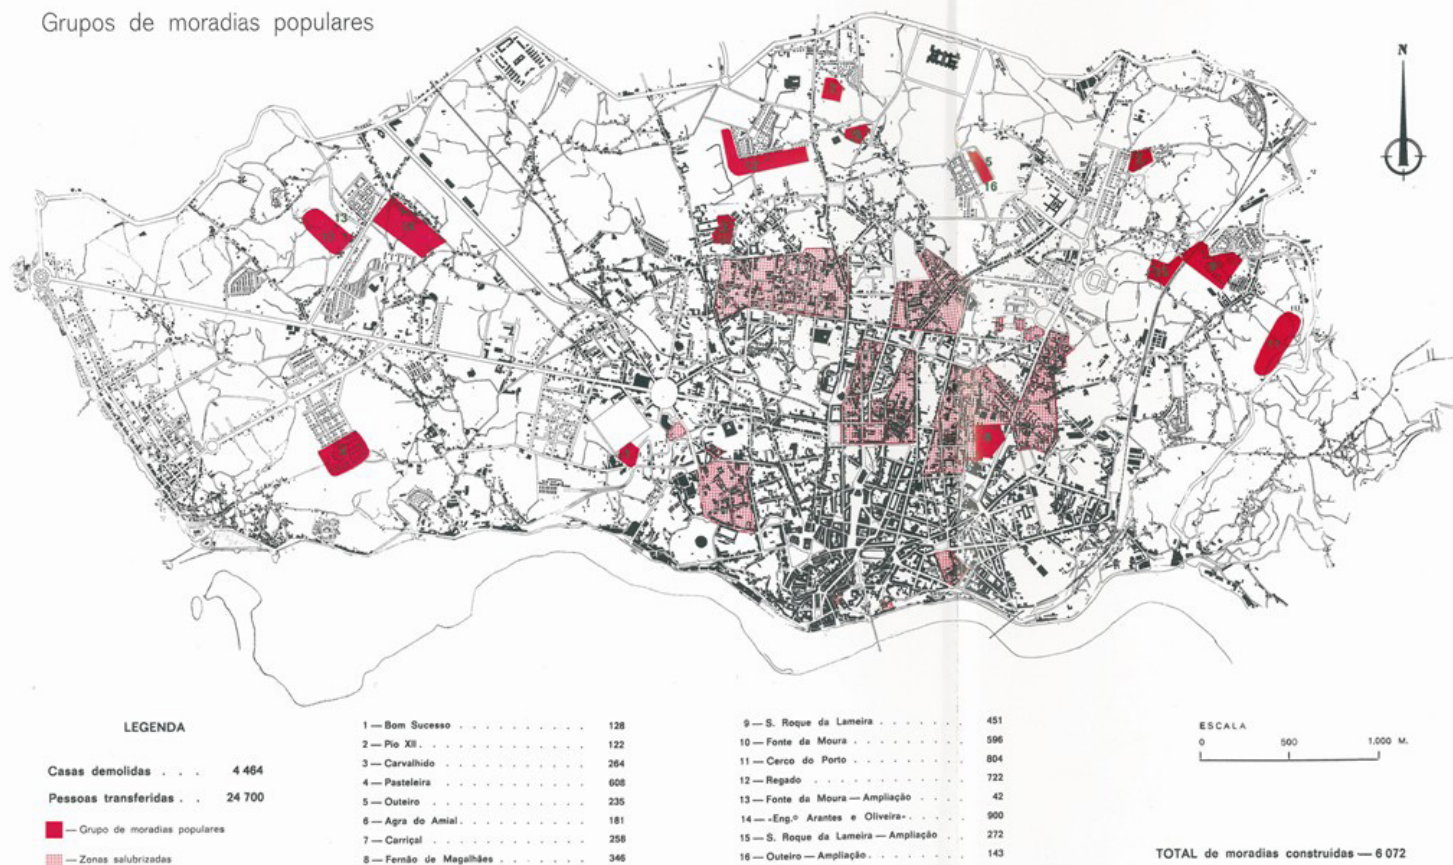 Grupos de moradias populares
N
13
5
16
LEGENDA
Casas demolidas . . . 4 464
Pessoas transferidas . . 24 700
— Grupo de moradias populares
— Zonas salubrizadas
1 — Bom Sucesso . . . . . . . . . . . 128
2 — Pio XII . . . . . . . . . . . . . 122
3 — Carvalhido . . . . . . . . . . . 264
4 — Pasteleira . . . . . . . . . . . 608
5 — Outeiro . . . . . . . . . . . . . 235
6 — Agra do Amial . . . . . . . . . . 181
7 — Carriçal . . . . . . . . . . . . 258
8 — Fernão de Magalhães . . . . . . . 346
9 — S. Roque da Lameira . . . . . . . 451
10 — Fonte da Moura . . . . . . . . . 596
11 — Cerco do Porto . . . . . . . . . 804
12 — Regado . . . . . . . . . . . . . 722
13 — Fonte da Moura — Ampliação . . . 42
14 — «Eng.º Arantes e Oliveira» . . . 900
15 — S. Roque da Lameira — Ampliação . 272
16 — Outeiro — Ampliação . . . . . . . 143
ESCALA
0 500 1.000 M.
TOTAL de moradias construídas — 6 072